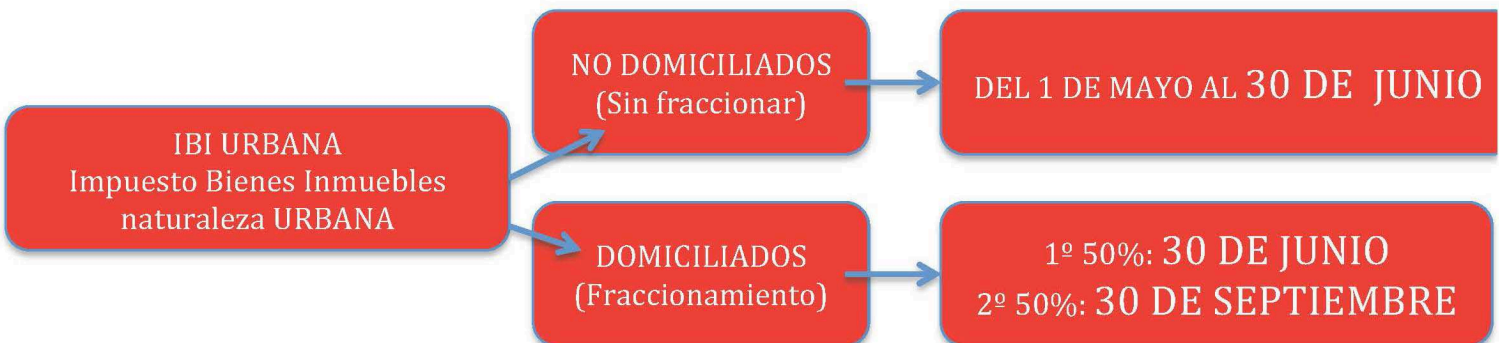 IBI URBANA
Impuesto Bienes Inmuebles
naturaleza URBANA
NO DOMICILIADOS
(Sin fraccionar)
DEL 1 DE MAYO AL 30 DE JUNIO
DOMICILIADOS
(Fraccionamiento)
1º 50%: 30 DE JUNIO
2º 50%: 30 DE SEPTIEMBRE